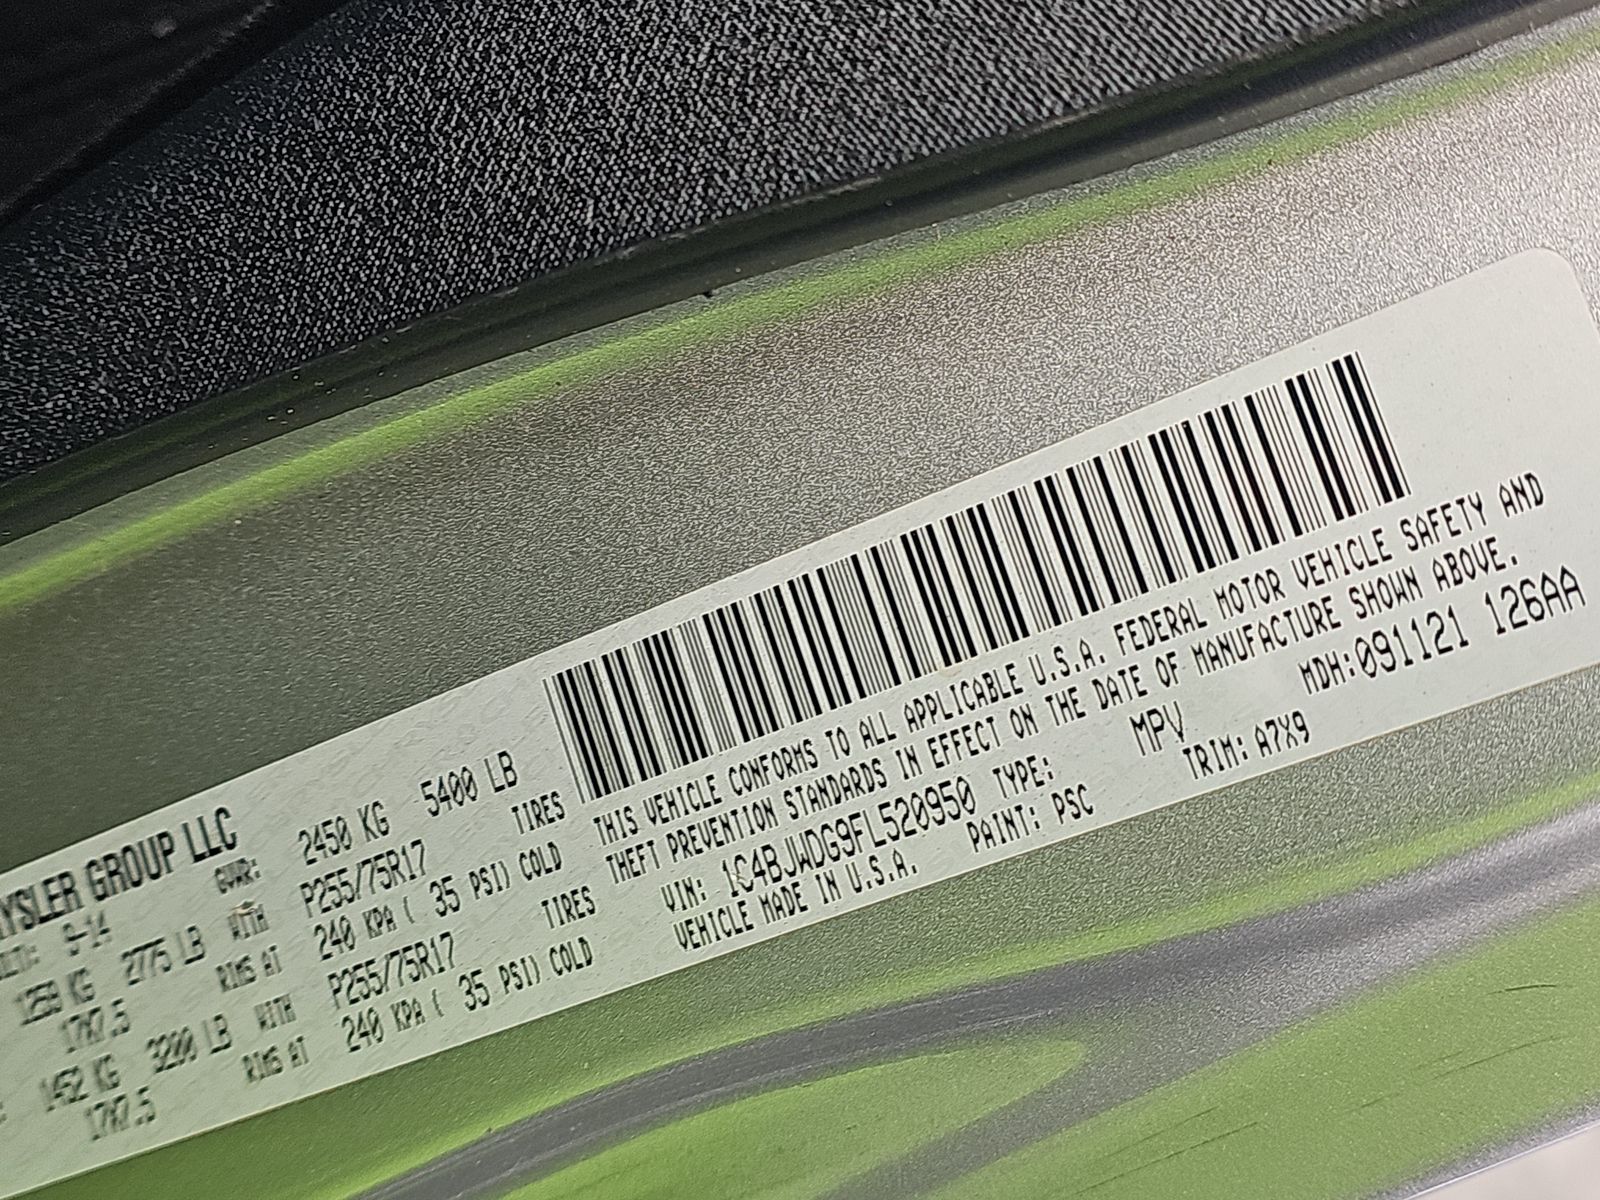 YSLER GROUP LLC
9-14
GVWR: 2450 KG 5400 LB
1259 KG 2775 LB WITH P255/75R17 TIRES
17X7.5 RIMS AT 240 KPA ( 35 PSI) COLD
1452 KG 3200 LB WITH P255/75R17 TIRES
17X7.5 RIMS AT 240 KPA ( 35 PSI) COLD
THIS VEHICLE CONFORMS TO ALL APPLICABLE U.S.A. FEDERAL MOTOR VEHICLE SAFETY AND
THEFT PREVENTION STANDARDS IN EFFECT ON THE DATE OF MANUFACTURE SHOWN ABOVE.
MDH: 091121 126AA
VIN: 1C4BJWDG9FL520950 TYPE: MPV
VEHICLE MADE IN U.S.A. PAINT: PSC TRIM: A7X9